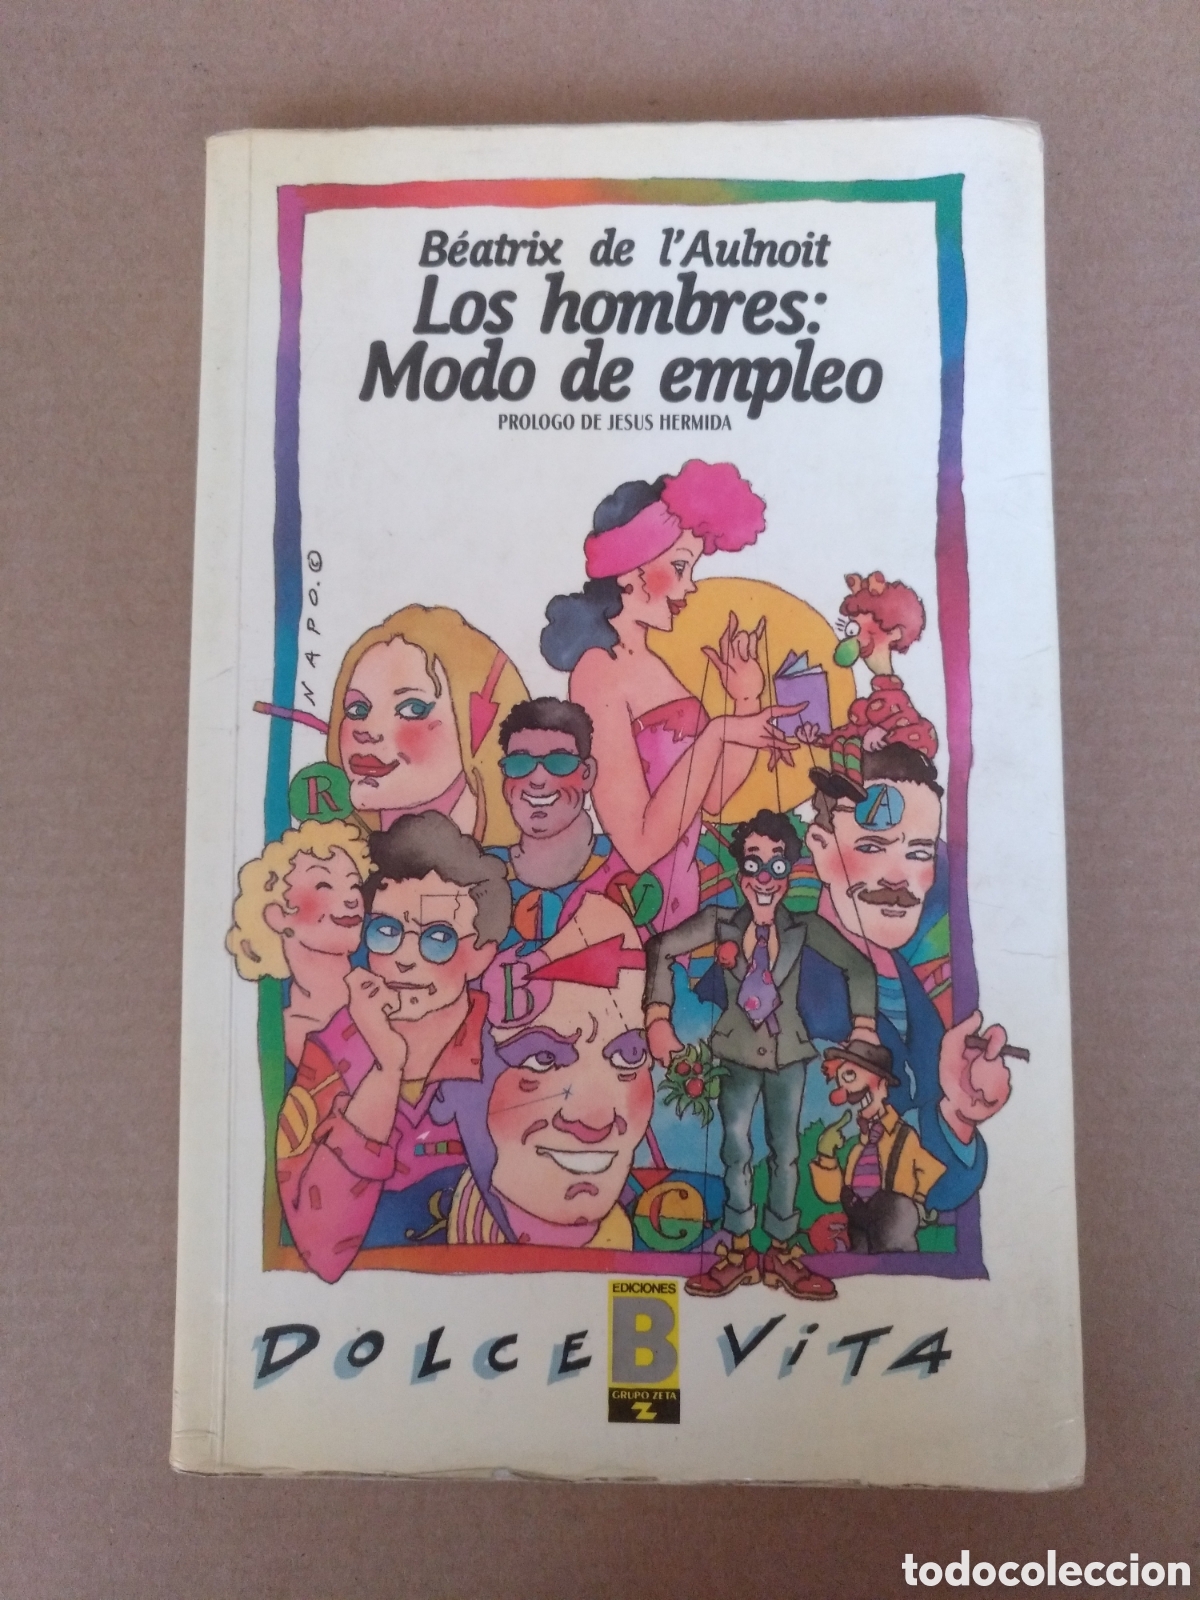 Béatrix de l'Aulnoit
Los hombres:
Modo de empleo
PROLOGO DE JESUS HERMIDA
NAPO.©
R
A
V
B
C
EDICIONES
DOLCE B VITA
GRUPO ZETA
Z
todocoleccion